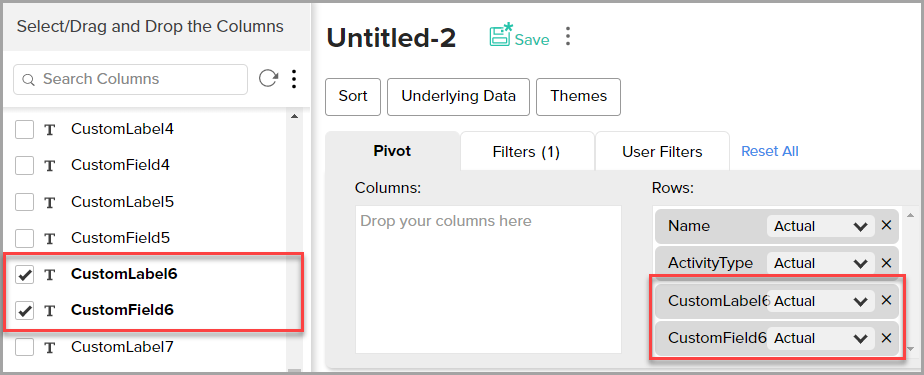 Select/Drag and Drop the Columns
Search Columns
T CustomLabel4
T CustomField4
T CustomLabel5
T CustomField5
T CustomLabel6
T CustomField6
T CustomLabel7
Untitled-2 Save
Sort Underlying Data Themes
Pivot Filters (1) User Filters Reset All
Columns:
Drop your columns here
Rows:
Name Actual
ActivityType Actual
CustomLabel6 Actual
CustomField6 Actual